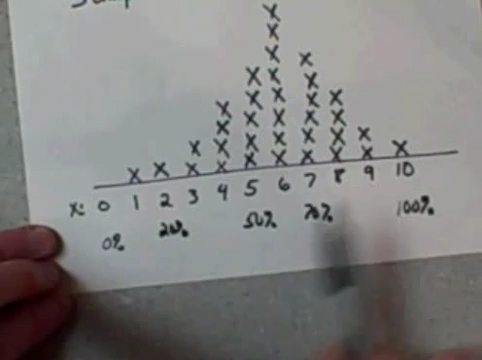 X
X
X X
X X X
X X X X
X X X X X
X X X X X
X X X X X X X
X X X X X X X X X X
X: 0 1 2 3 4 5 6 7 8 9 10
0% 20% 50% 70% 100%